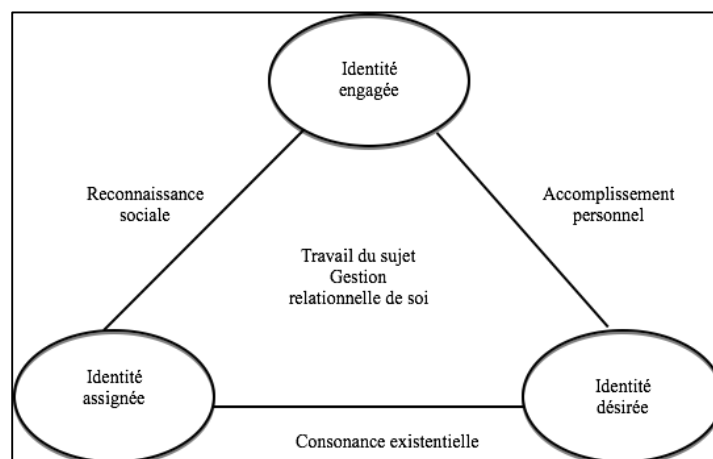 Identité
engagée
Reconnaissance
sociale
Accomplissement
personnel
Travail du sujet
Gestion
relationnelle de soi
Identité
assignée
Identité
désirée
Consonance existentielle